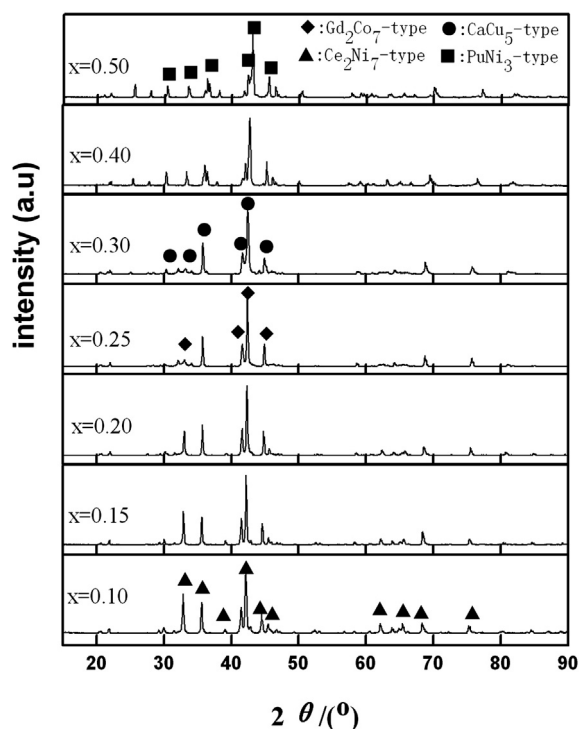 ◆:Gd₂Co₇-type ●:CaCu₅-type
▲:Ce₂Ni₇-type ■:PuNi₃-type
x=0.50
x=0.40
x=0.30
x=0.25
x=0.20
x=0.15
x=0.10
intensity (a.u)
20 30 40 50 60 70 80 90
2 θ /(°)